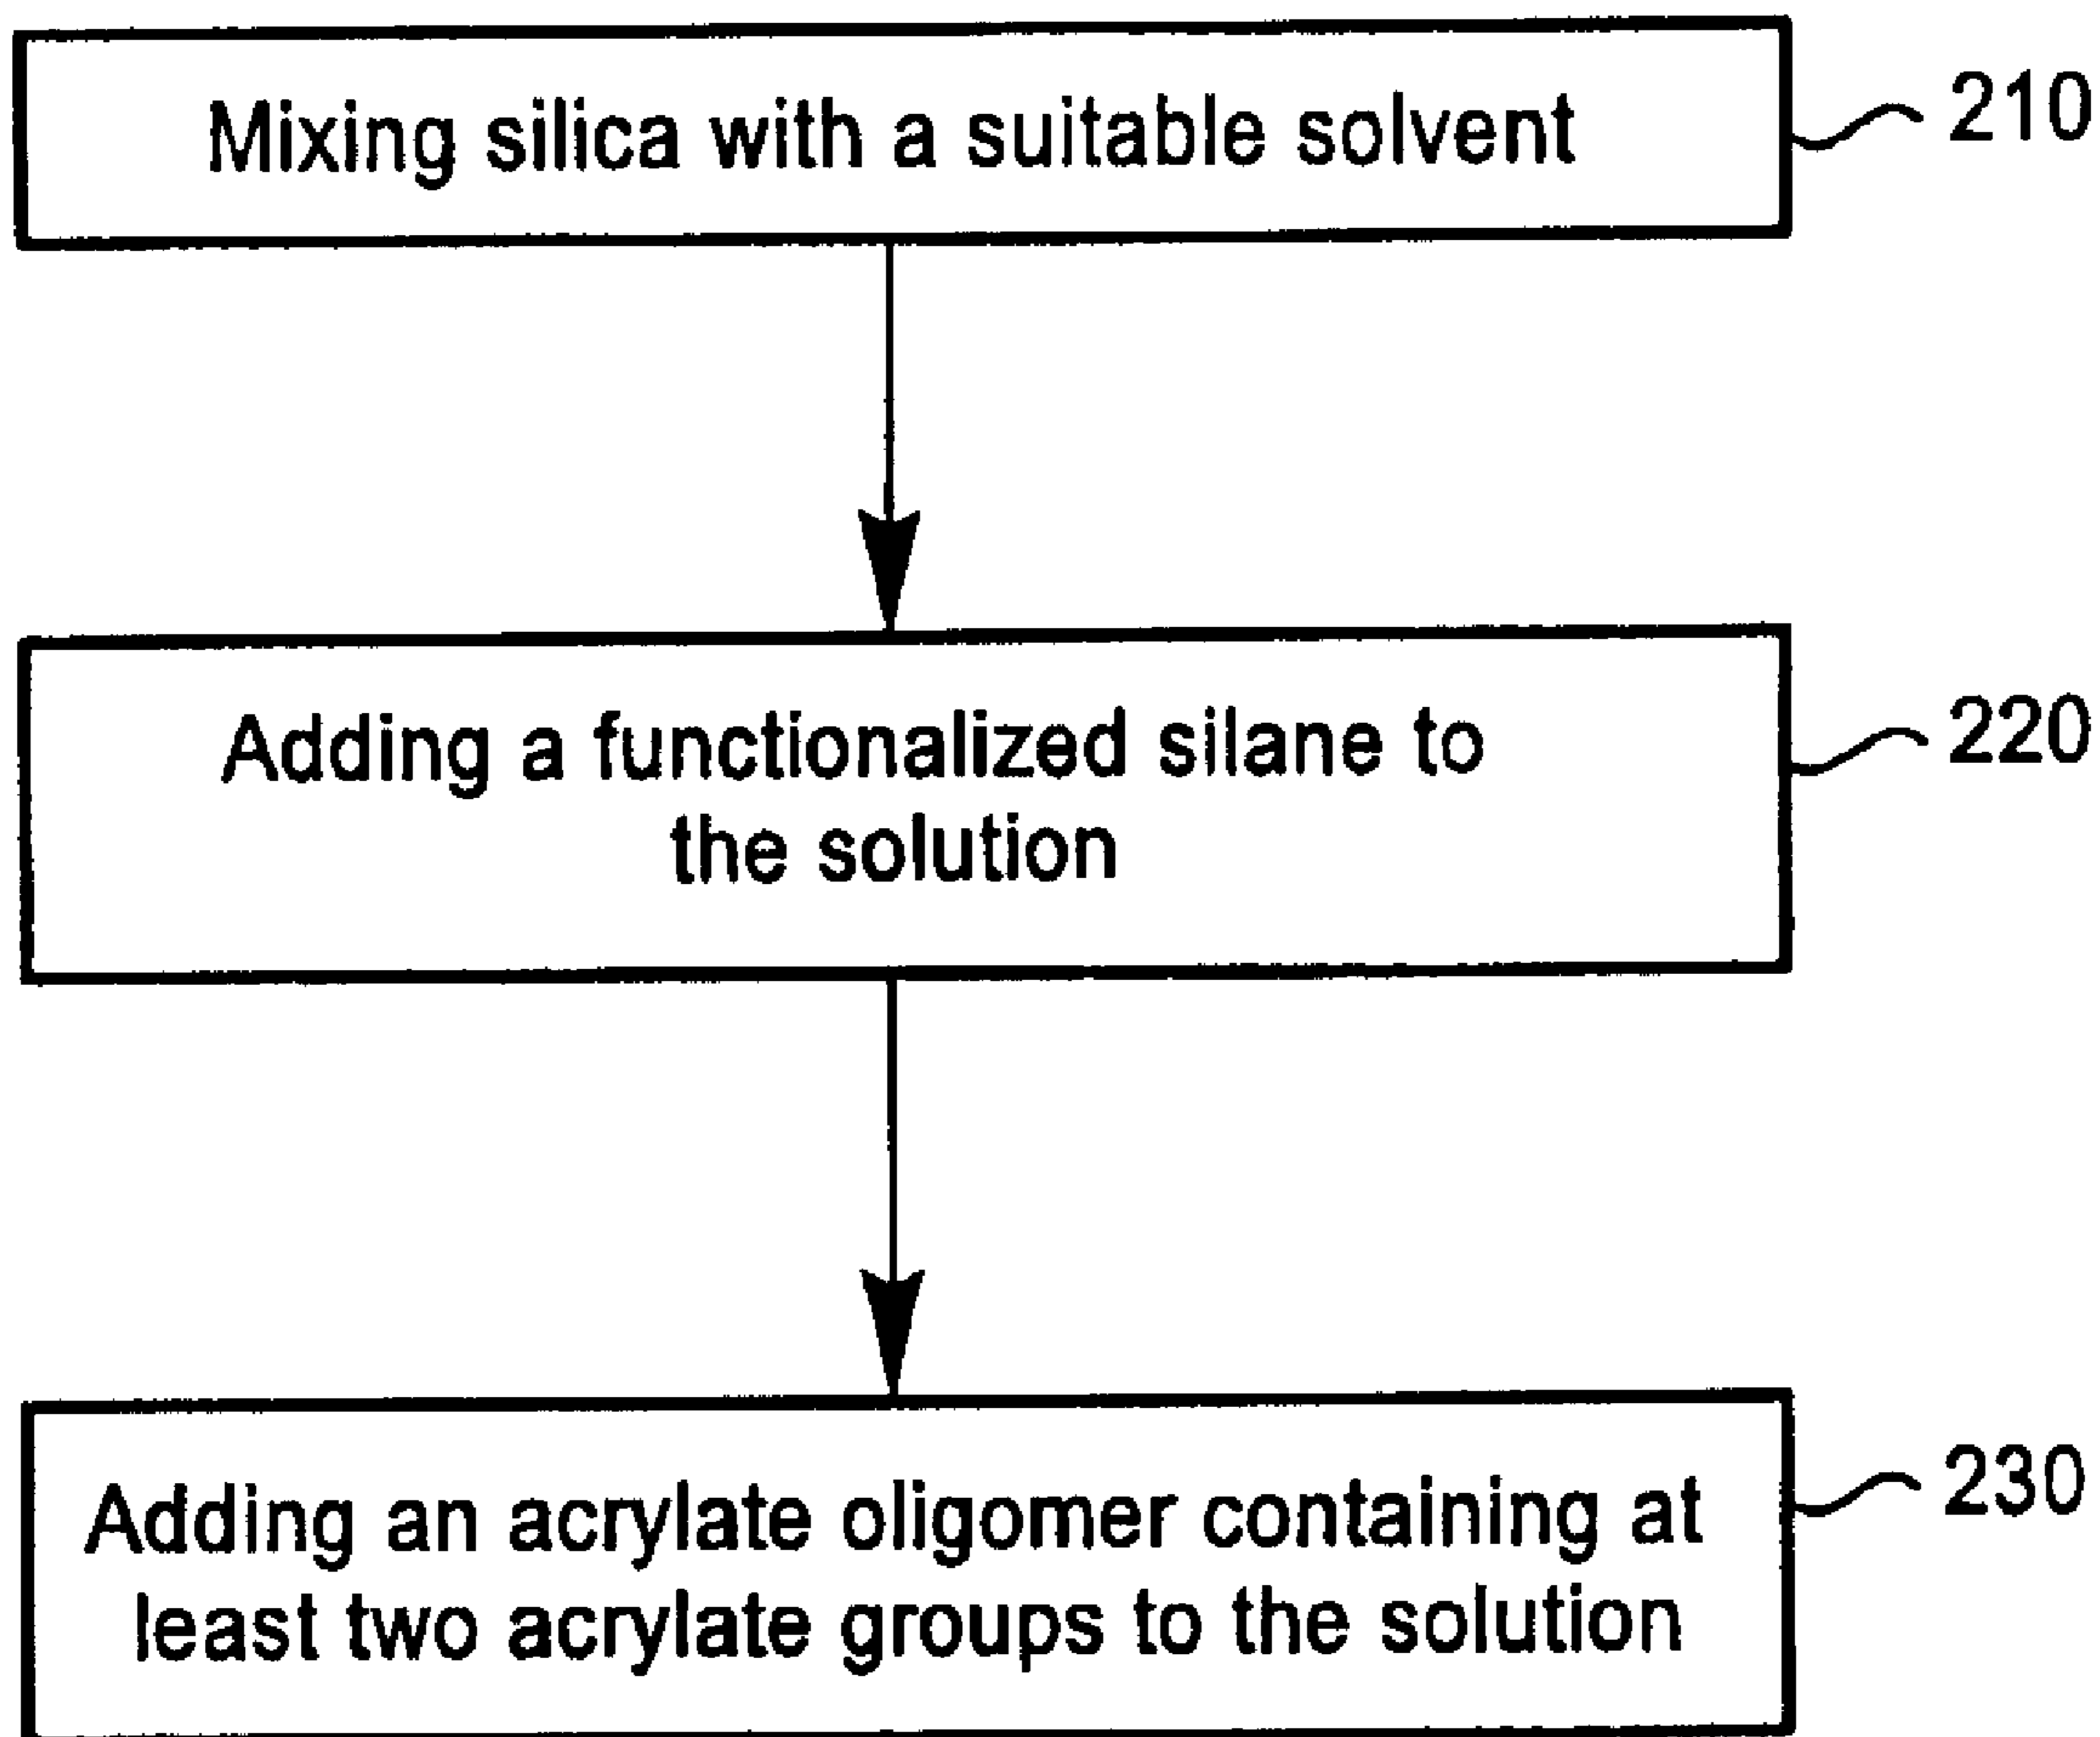 Mixing silica with a suitable solvent
210
Adding a functionalized silane to
the solution
220
Adding an acrylate oligomer containing at
least two acrylate groups to the solution
230